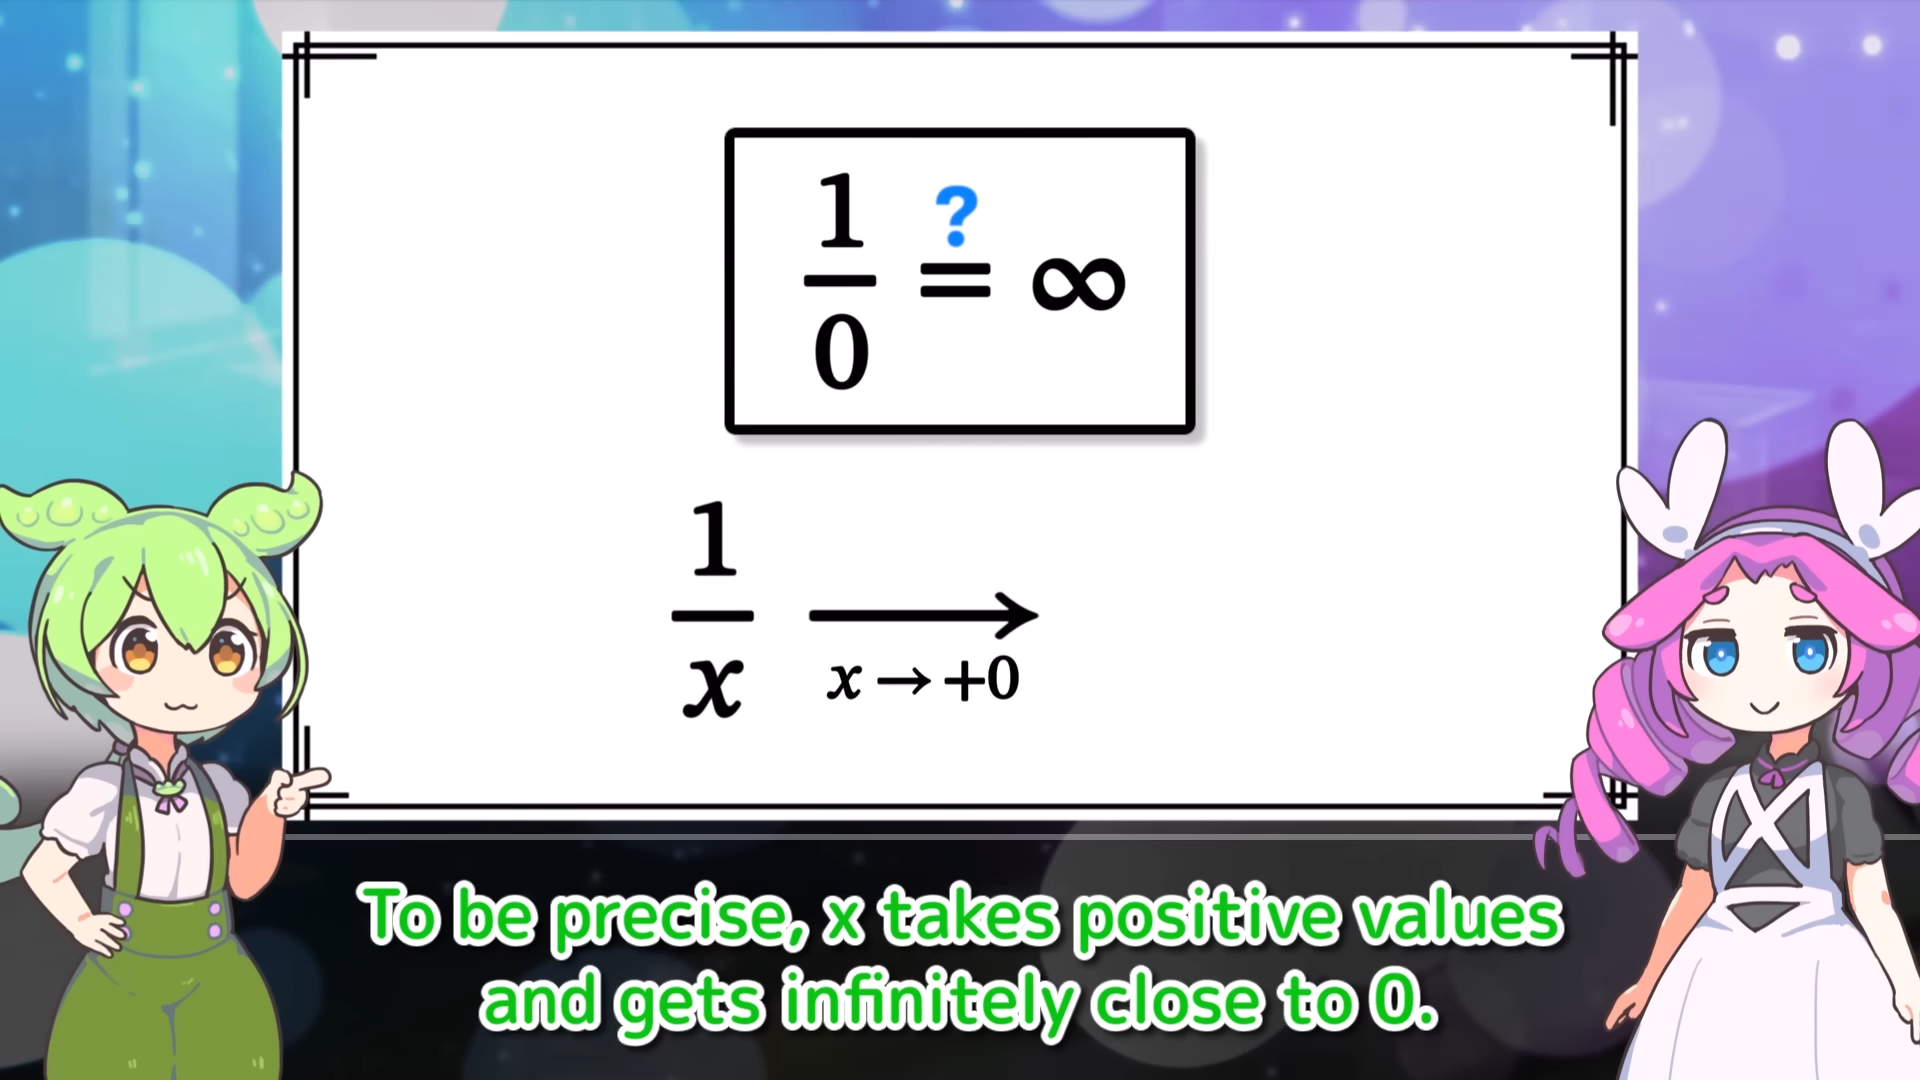 1/0 ?= ∞
1/x → x→+0
To be precise, x takes positive values
and gets infinitely close to 0.